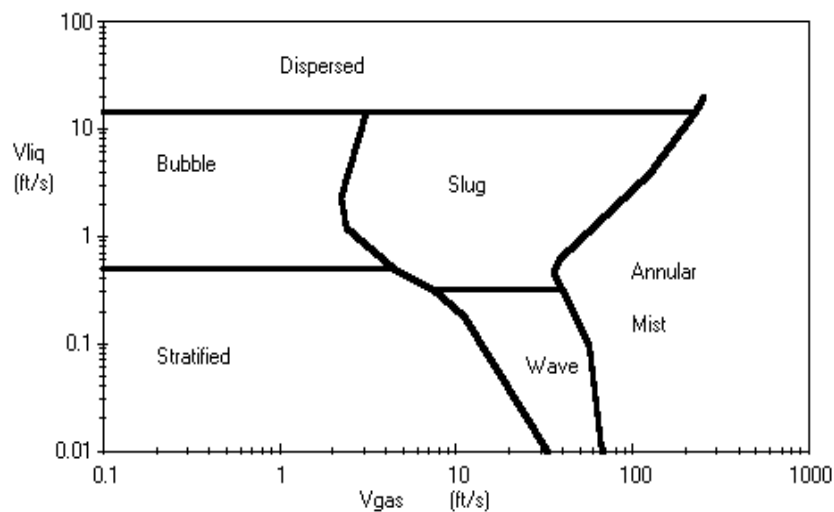 100
Dispersed
10
Vliq
(ft/s)
Bubble
Slug
1
Annular
Mist
0.1
Stratified
Wave
0.01
0.1
1
10
100
1000
Vgas (ft/s)